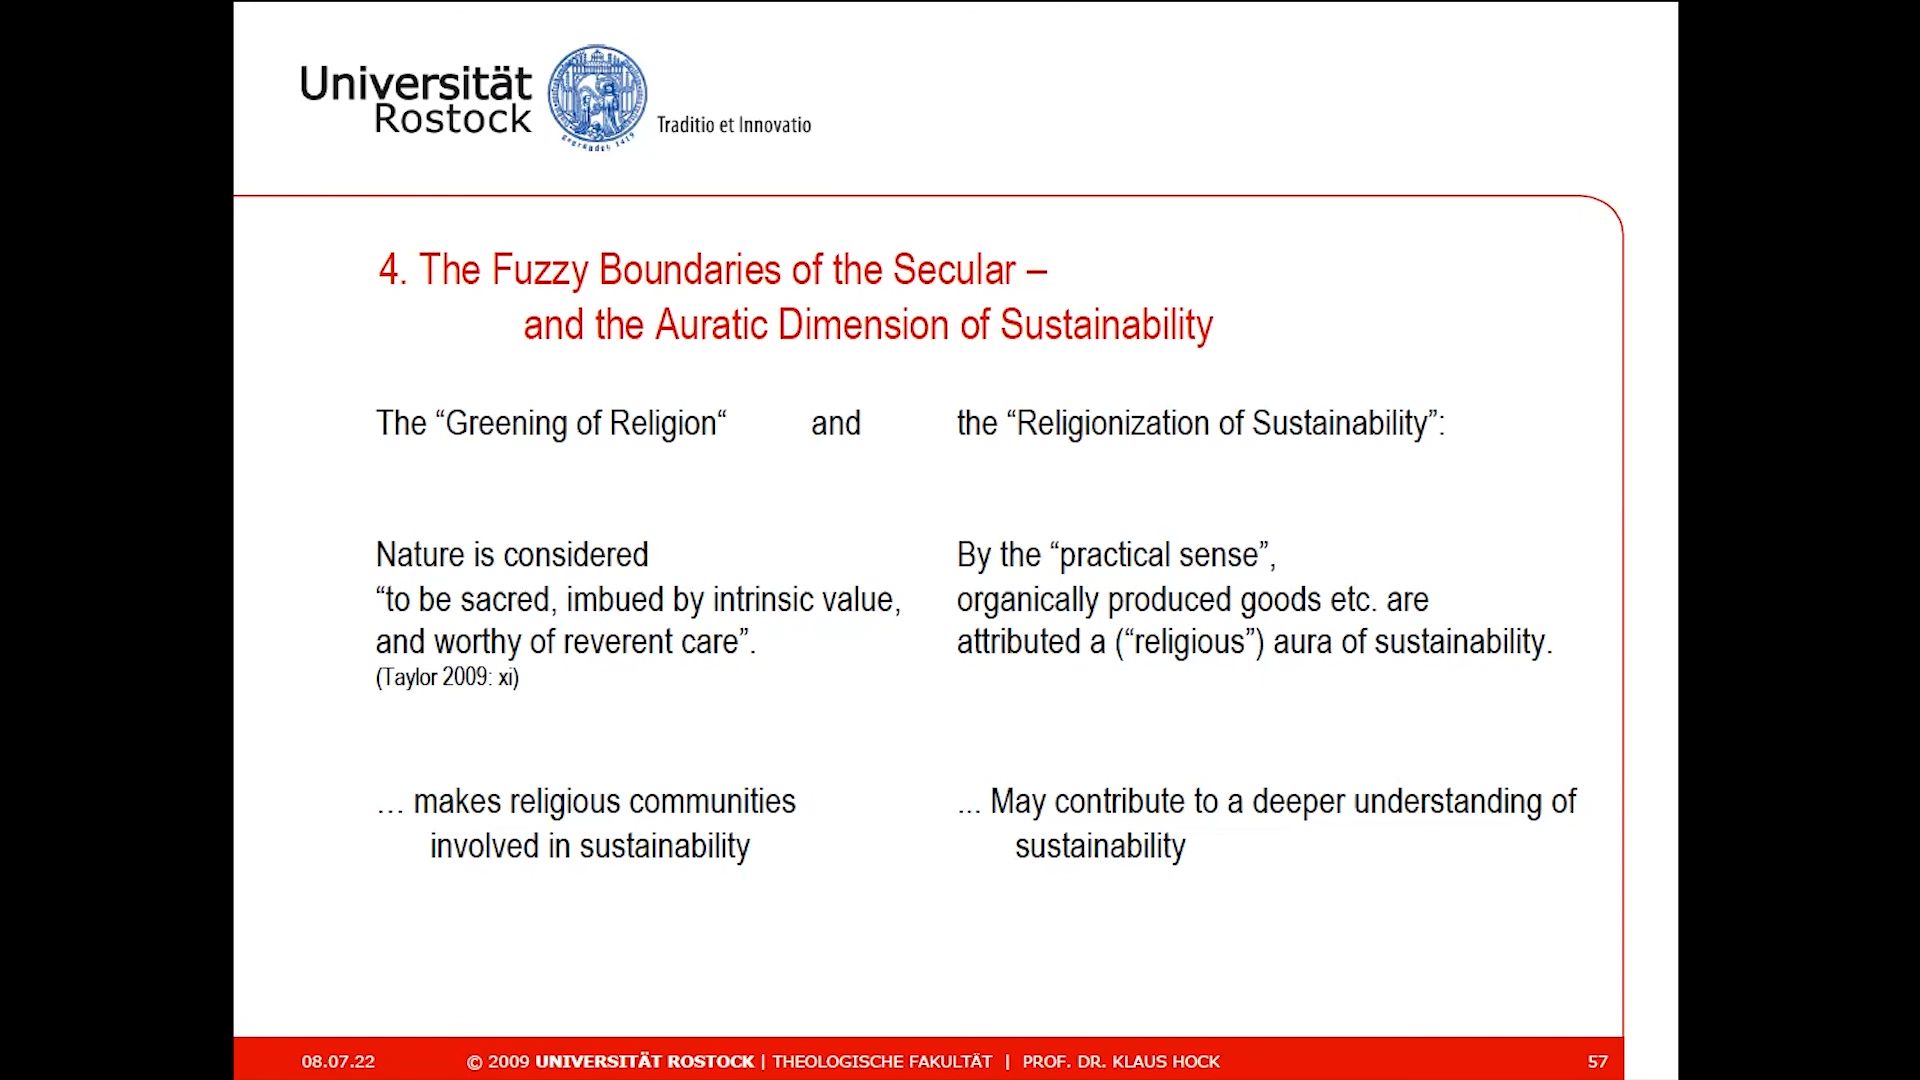 Universität
Rostock
gegründet 1419
Traditio et Innovatio
4. The Fuzzy Boundaries of the Secular –
and the Auratic Dimension of Sustainability
The “Greening of Religion“ and the “Religionization of Sustainability”:
Nature is considered
“to be sacred, imbued by intrinsic value,
and worthy of reverent care”.
(Taylor 2009: xi)
By the “practical sense”,
organically produced goods etc. are
attributed a (“religious”) aura of sustainability.
… makes religious communities
involved in sustainability
... May contribute to a deeper understanding of
sustainability
08.07.22 © 2009 UNIVERSITÄT ROSTOCK | THEOLOGISCHE FAKULTÄT | PROF. DR. KLAUS HOCK 57